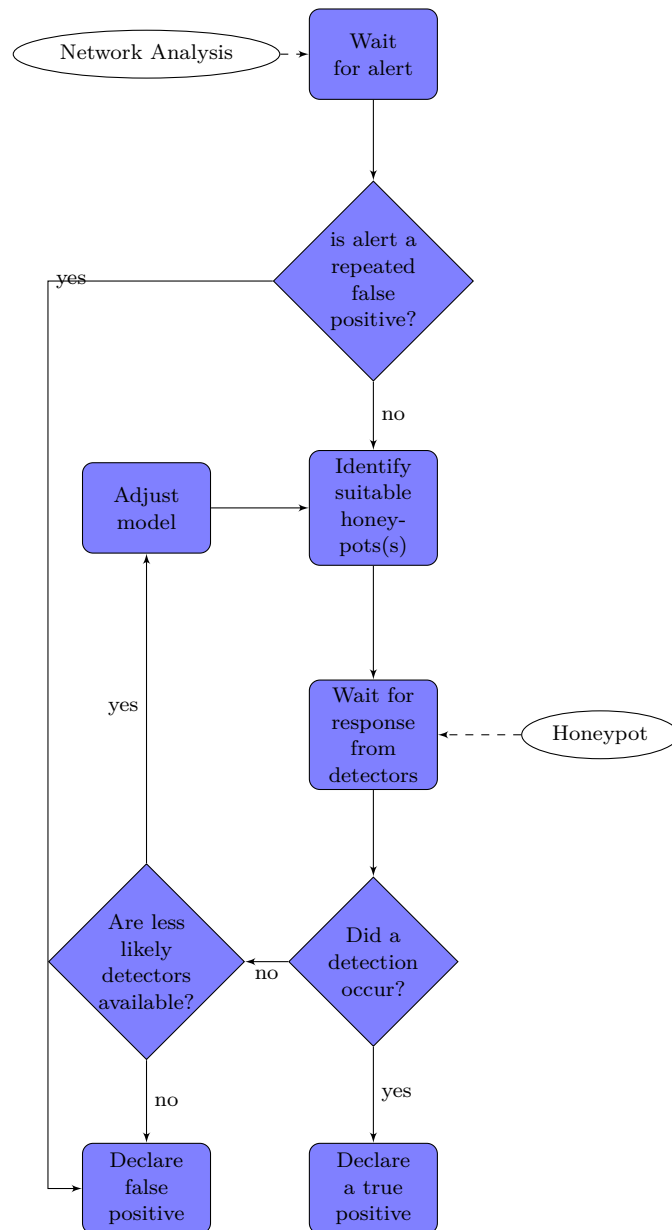 Network Analysis
Wait
for alert
is alert a
repeated
false
positive?
yes
no
Adjust
model
Identify
suitable
honey-
pots(s)
yes
Wait for
response
from
detectors
Honeypot
Are less
likely
detectors
available?
no
Did a
detection
occur?
no
yes
Declare
false
positive
Declare
a true
positive